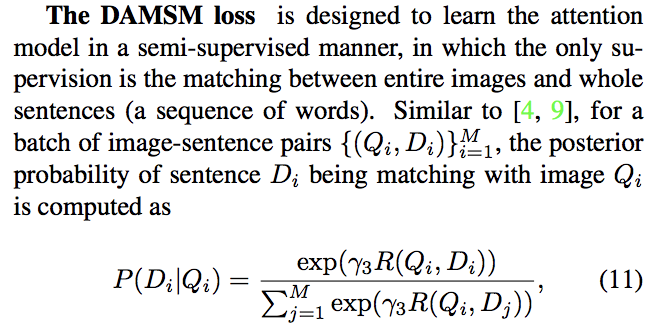 The DAMSM loss is designed to learn the attention
model in a semi-supervised manner, in which the only su-
pervision is the matching between entire images and whole
sentences (a sequence of words). Similar to [4, 9], for a
batch of image-sentence pairs {(Q_i, D_i)}_{i=1}^M, the posterior
probability of sentence D_i being matching with image Q_i
is computed as
P(D_i|Q_i) = \frac{\exp(\gamma_3 R(Q_i, D_i))}{\sum_{j=1}^M \exp(\gamma_3 R(Q_i, D_j))}, (11)